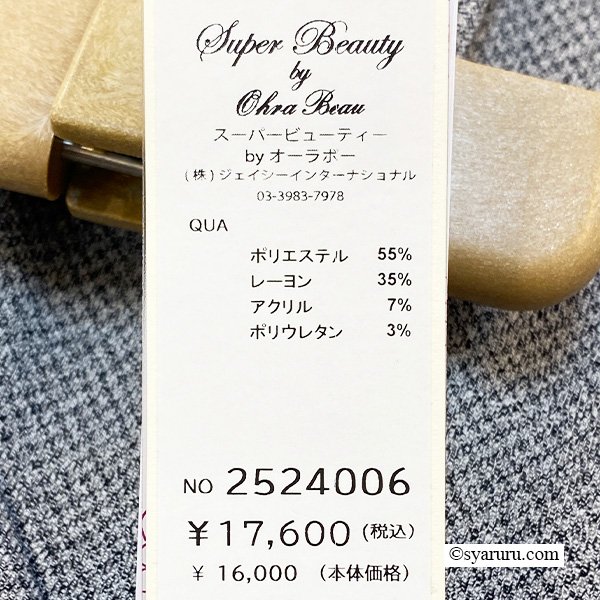 Super Beauty
by
Ohra Beau
スーパービューティー
by オーラボー
(株)ジェイシーインターナショナル
03-3983-7978
QUA
ポリエステル 55%
レーヨン 35%
アクリル 7%
ポリウレタン 3%
NO 2524006
¥17,600 (税込)
¥ 16,000 (本体価格)
©syaruru.com